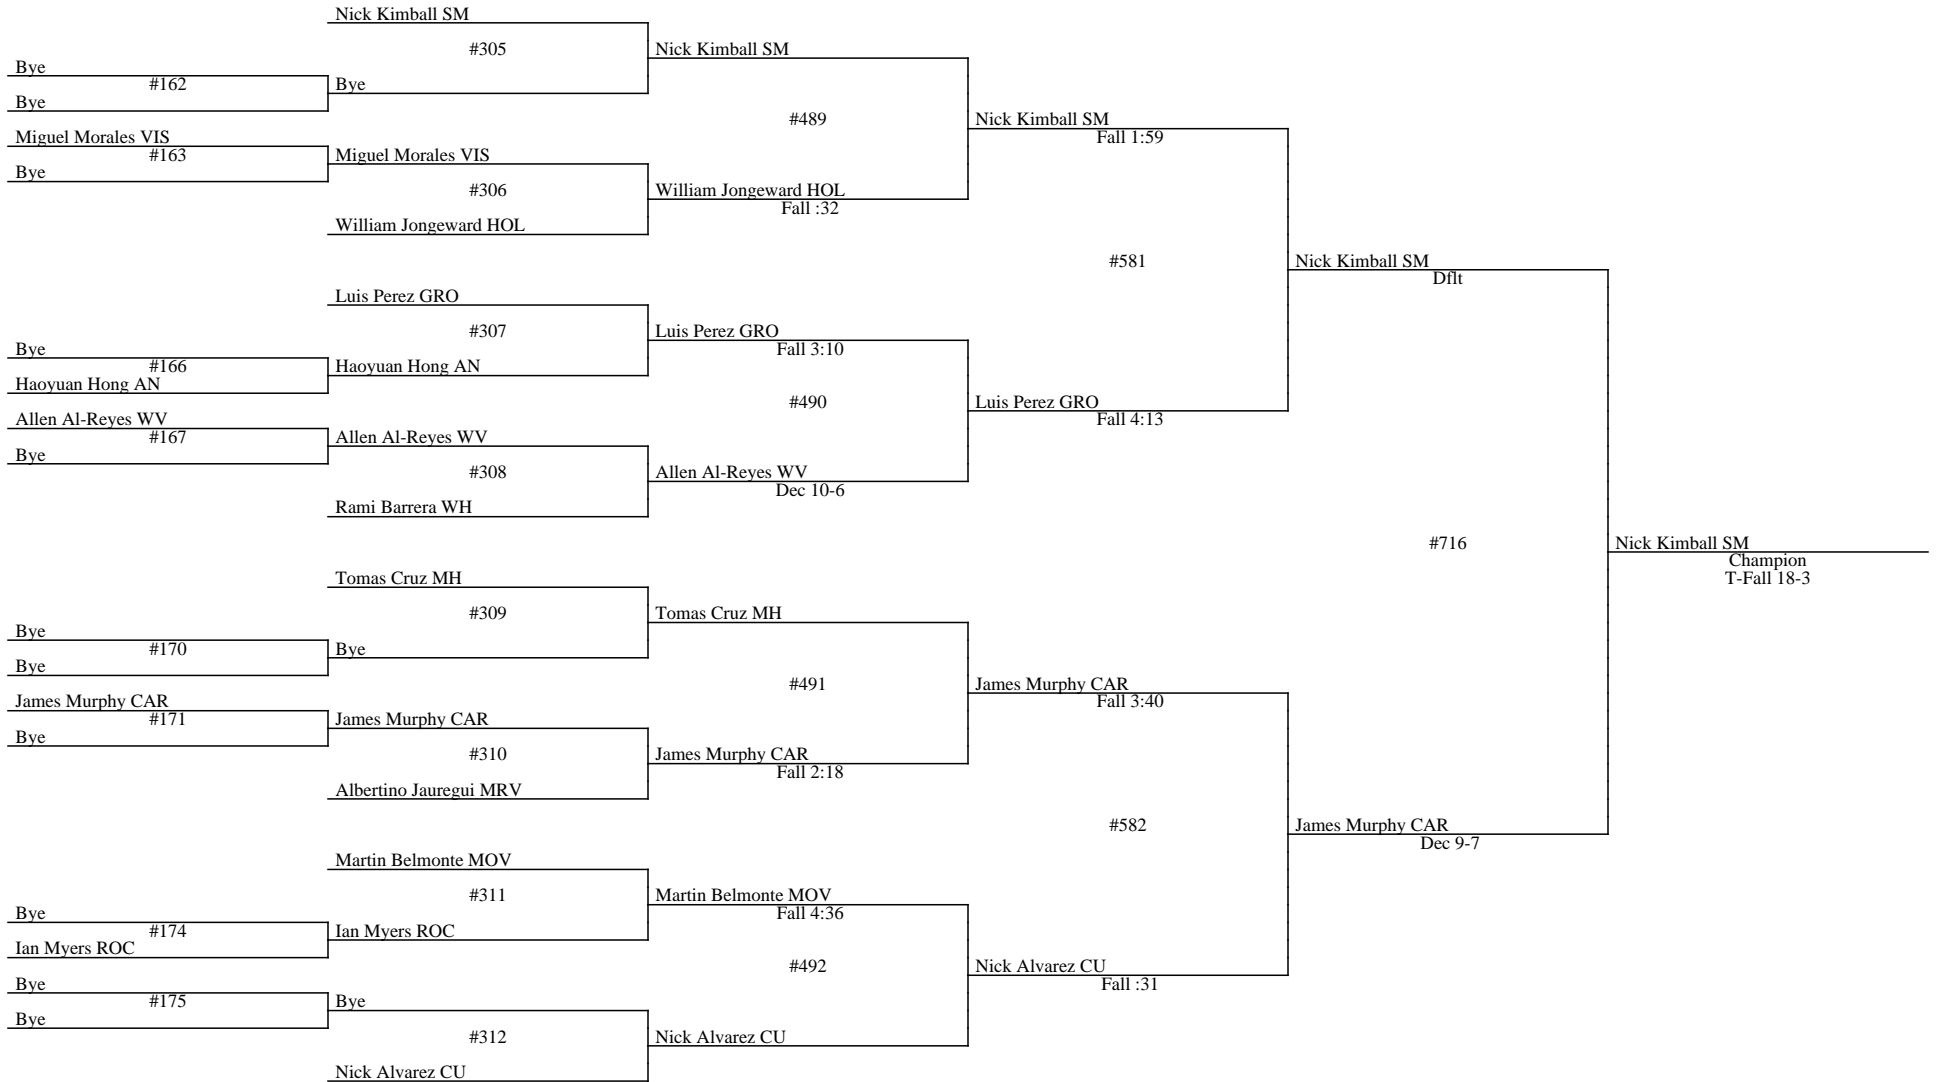 Nick Kimball SM
#305
Nick Kimball SM
Bye
#162
Bye
Bye
#489
Nick Kimball SM
Fall 1:59
Miguel Morales VIS
#163
Miguel Morales VIS
Bye
#306
William Jongeward HOL
Fall :32
William Jongeward HOL
#581
Nick Kimball SM
Dflt
Luis Perez GRO
#307
Luis Perez GRO
Fall 3:10
Bye
#166
Haoyuan Hong AN
Haoyuan Hong AN
#490
Luis Perez GRO
Fall 4:13
Allen Al-Reyes WV
#167
Allen Al-Reyes WV
Bye
#308
Allen Al-Reyes WV
Dec 10-6
Rami Barrera WH
#716
Nick Kimball SM
Champion
T-Fall 18-3
Tomas Cruz MH
#309
Tomas Cruz MH
Bye
#170
Bye
Bye
#491
James Murphy CAR
Fall 3:40
James Murphy CAR
#171
James Murphy CAR
Bye
#310
James Murphy CAR
Fall 2:18
Albertino Jauregui MRV
#582
James Murphy CAR
Dec 9-7
Martin Belmonte MOV
#311
Martin Belmonte MOV
Fall 4:36
Bye
#174
Ian Myers ROC
Ian Myers ROC
#492
Nick Alvarez CU
Fall :31
Bye
#175
Bye
Bye
#312
Nick Alvarez CU
Nick Alvarez CU